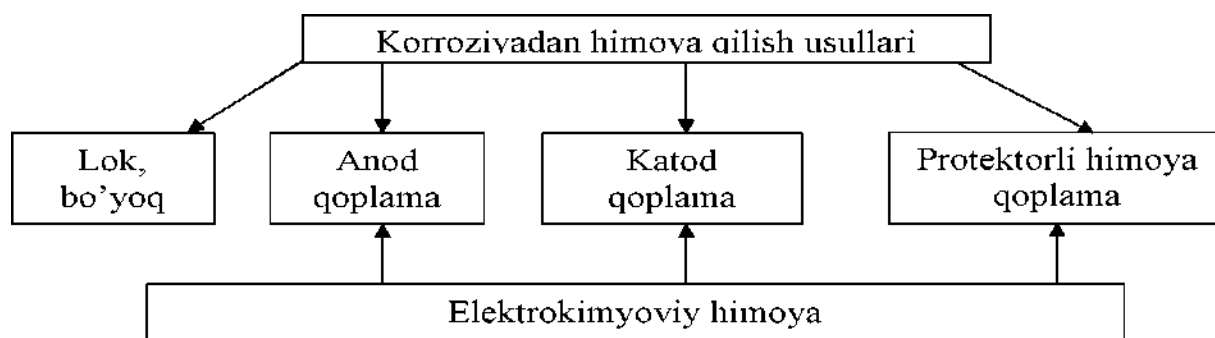 Korroziyadan himoya qilish usullari
Lok,
bo’yoq
Anod
qoplama
Katod
qoplama
Protektorli himoya
qoplama
Elektrokimyoviy himoya